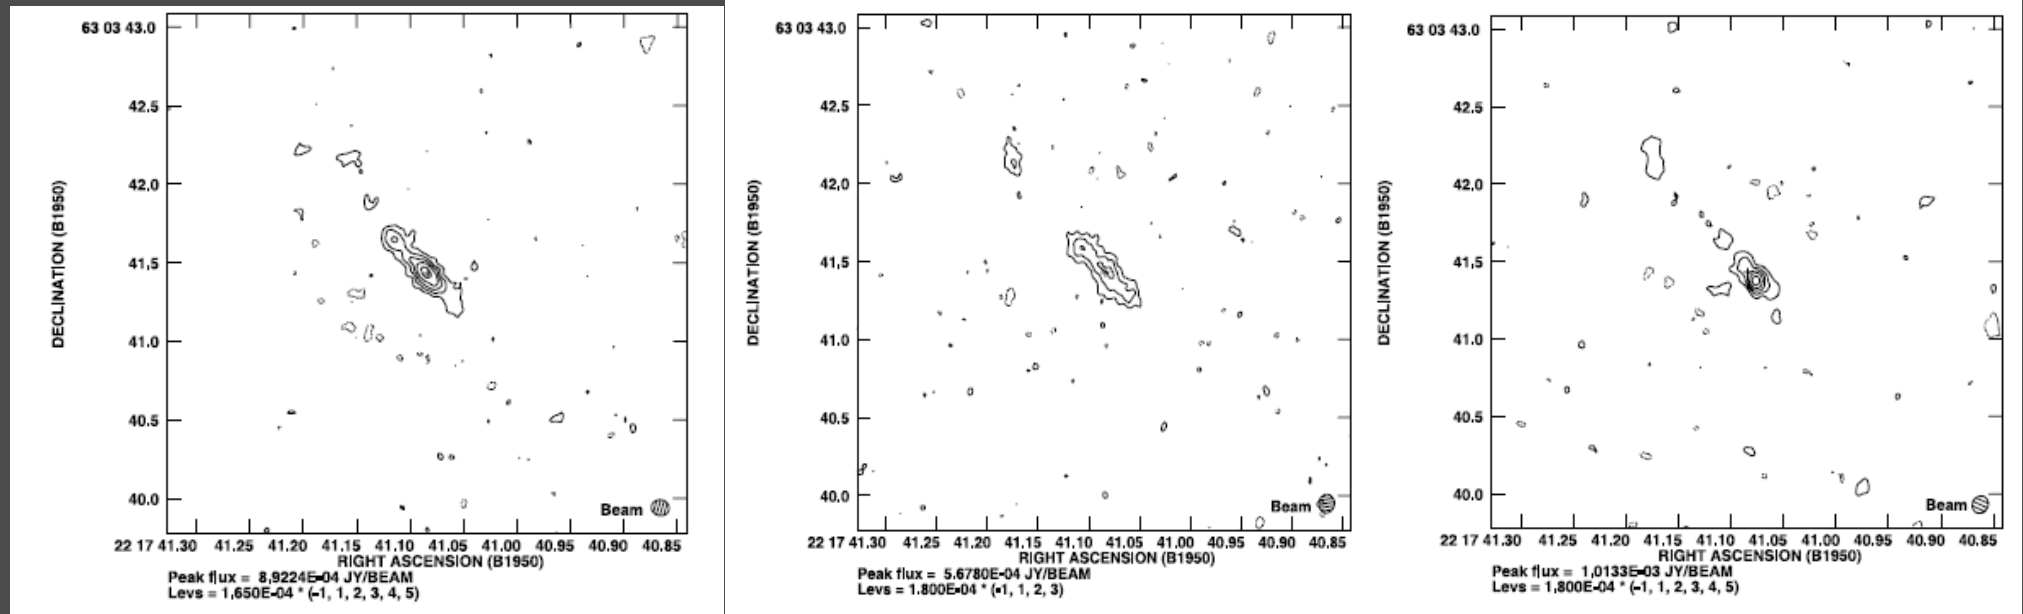 63 03 43.0
42.5
42.0
41.5
41.0
40.5
40.0
DECLINATION (B1950)
Beam
22 17 41.30 41.25 41.20 41.15 41.10 41.05 41.00 40.95 40.90 40.85
RIGHT ASCENSION (B1950)
Peak flux = 8,9224E-04 JY/BEAM
Levs = 1,650E-04 * (-1, 1, 2, 3, 4, 5)
63 03 43.0
42.5
42.0
41.5
41.0
40.5
40.0
DECLINATION (B1950)
Beam
22 17 41.30 41.25 41.20 41.15 41.10 41.05 41.00 40.95 40.90 40.85
RIGHT ASCENSION (B1950)
Peak flux = 5.6780E-04 JY/BEAM
Levs = 1.800E-04 * (-1, 1, 2, 3)
63 03 43.0
42.5
42.0
41.5
41.0
40.5
40.0
DECLINATION (B1950)
Beam
22 17 41.30 41.25 41.20 41.15 41.10 41.05 41.00 40.95 40.90 40.85
RIGHT ASCENSION (B1950)
Peak flux = 1,0133E-03 JY/BEAM
Levs = 1,800E-04 * (-1, 1, 2, 3, 4, 5)